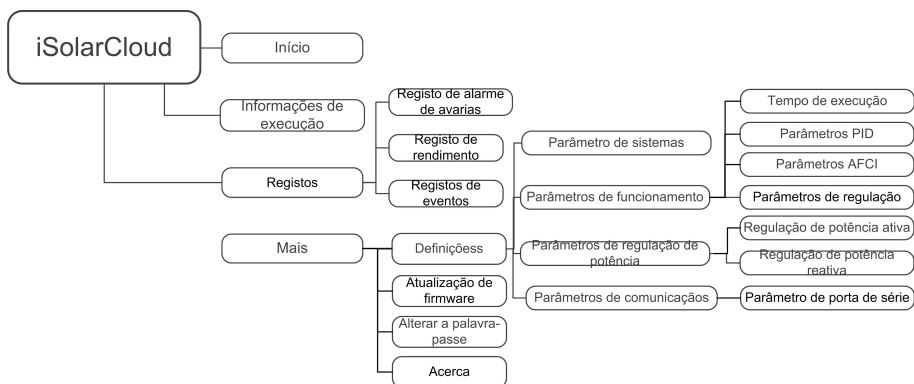 iSolarCloud
Início
Informações de
execução
Registos
Mais
Registo de alarme
de avarias
Registo de
rendimento
Registos de
eventos
Definiçõess
Atualização de
firmware
Alterar a palavra-
passe
Acerca
Parâmetro de sistemas
Parâmetros de funcionamento
Parâmetros de regulação de
potência
Parâmetros de comunicaçãos
Tempo de execução
Parâmetros PID
Parâmetros AFCI
Parâmetros de regulação
Regulação de potência ativa
Regulação de potência
reativa
Parâmetro de porta de série